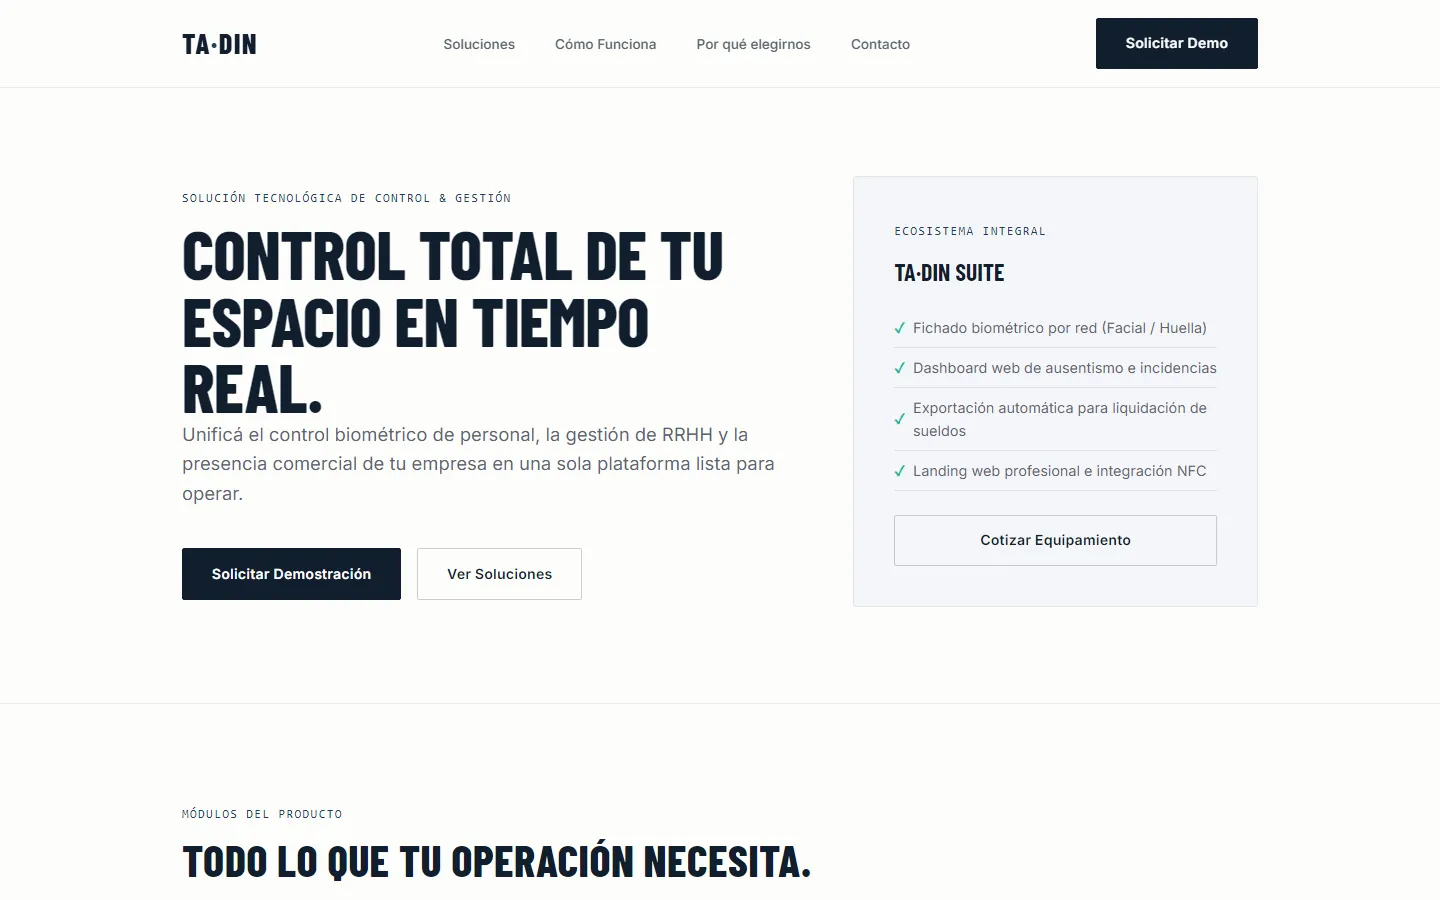 TA·DIN
Soluciones
Cómo Funciona
Por qué elegirnos
Contacto
Solicitar Demo
SOLUCIÓN TECNOLÓGICA DE CONTROL & GESTIÓN
CONTROL TOTAL DE TU
ESPACIO EN TIEMPO
REAL.
Unificá el control biométrico de personal, la gestión de RRHH y la
presencia comercial de tu empresa en una sola plataforma lista para
operar.
Solicitar Demostración
Ver Soluciones
ECOSISTEMA INTEGRAL
TA·DIN SUITE
✓ Fichado biométrico por red (Facial / Huella)
✓ Dashboard web de ausentismo e incidencias
✓ Exportación automática para liquidación de
sueldos
✓ Landing web profesional e integración NFC
Cotizar Equipamiento
MÓDULOS DEL PRODUCTO
TODO LO QUE TU OPERACIÓN NECESITA.